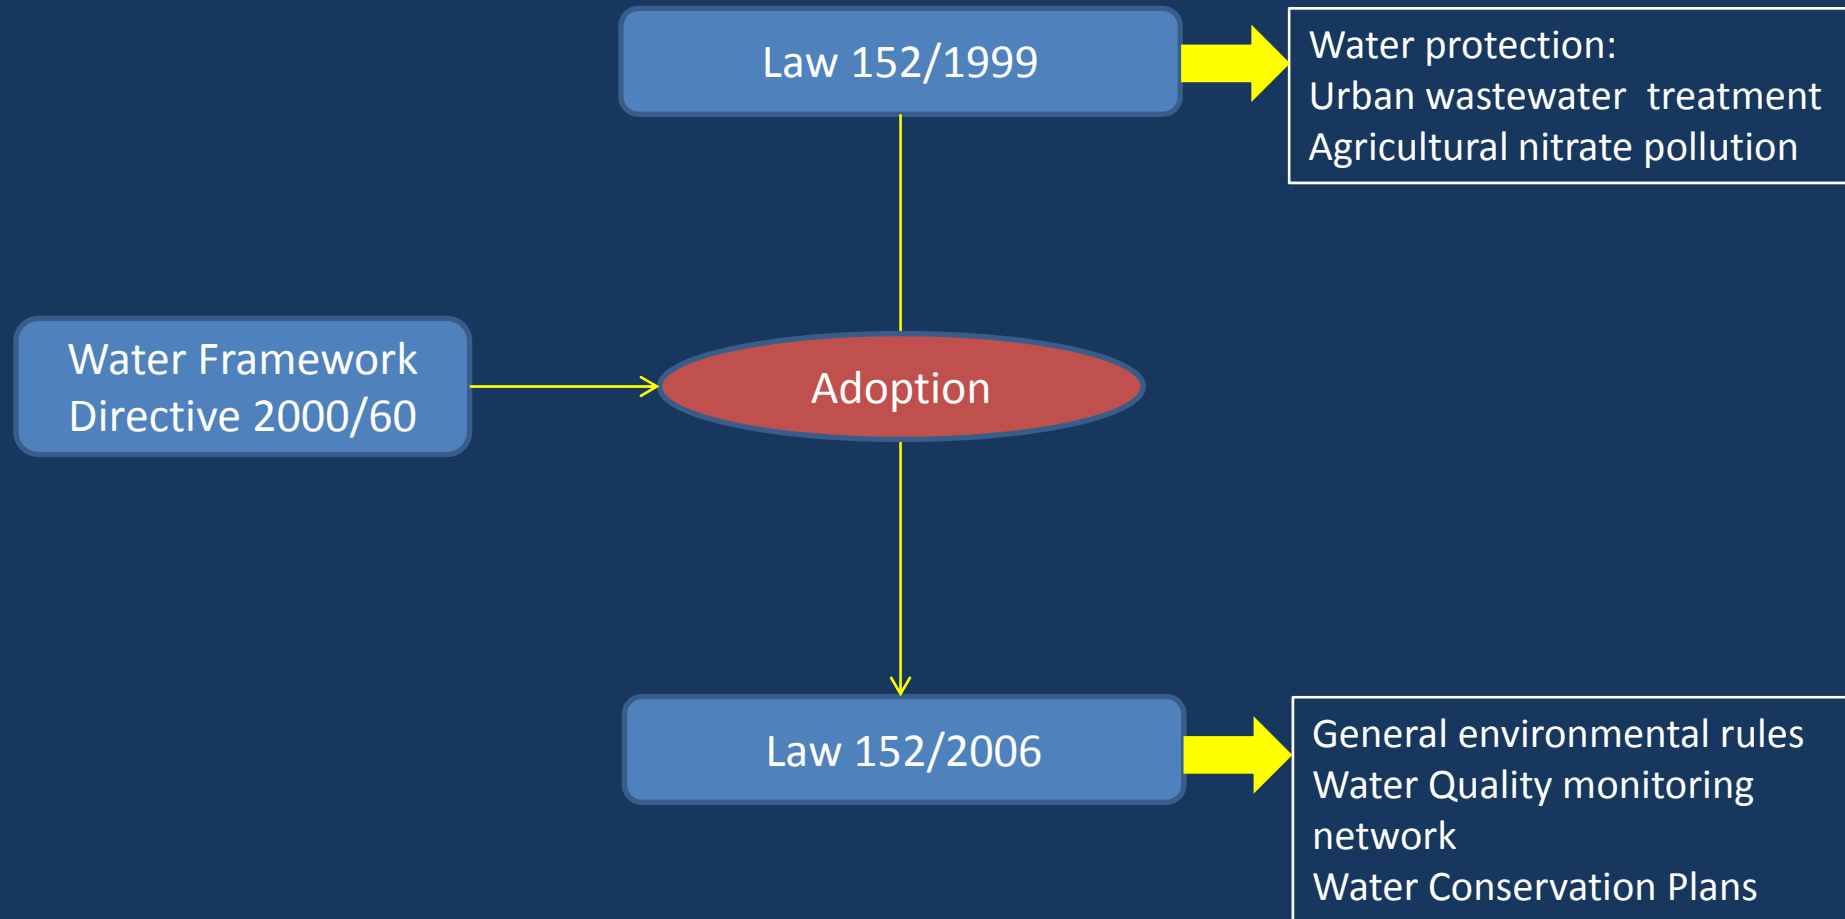 Law 152/1999
Water protection:
Urban wastewater  treatment
Agricultural nitrate pollution
Water Framework
Directive 2000/60
Adoption
Law 152/2006
General environmental rules
Water Quality monitoring
network
Water Conservation Plans